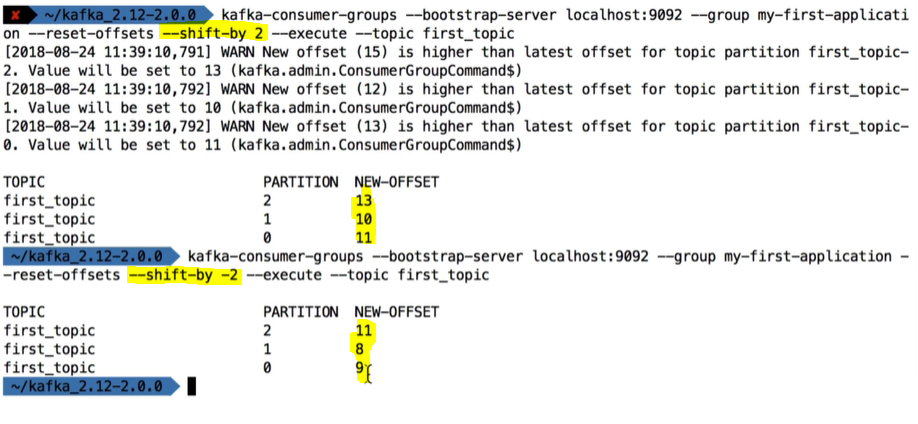 ✘ ~/kafka_2.12-2.0.0 kafka-consumer-groups --bootstrap-server localhost:9092 --group my-first-applicati
on --reset-offsets --shift-by 2 --execute --topic first_topic
[2018-08-24 11:39:10,791] WARN New offset (15) is higher than latest offset for topic partition first_topic-
2. Value will be set to 13 (kafka.admin.ConsumerGroupCommand$)
[2018-08-24 11:39:10,792] WARN New offset (12) is higher than latest offset for topic partition first_topic-
1. Value will be set to 10 (kafka.admin.ConsumerGroupCommand$)
[2018-08-24 11:39:10,792] WARN New offset (13) is higher than latest offset for topic partition first_topic-
0. Value will be set to 11 (kafka.admin.ConsumerGroupCommand$)
TOPIC PARTITION NEW-OFFSET
first_topic 2 13
first_topic 1 10
first_topic 0 11
~/kafka_2.12-2.0.0 kafka-consumer-groups --bootstrap-server localhost:9092 --group my-first-application -
-reset-offsets --shift-by -2 --execute --topic first_topic
TOPIC PARTITION NEW-OFFSET
first_topic 2 11
first_topic 1 8
first_topic 0 9
~/kafka_2.12-2.0.0